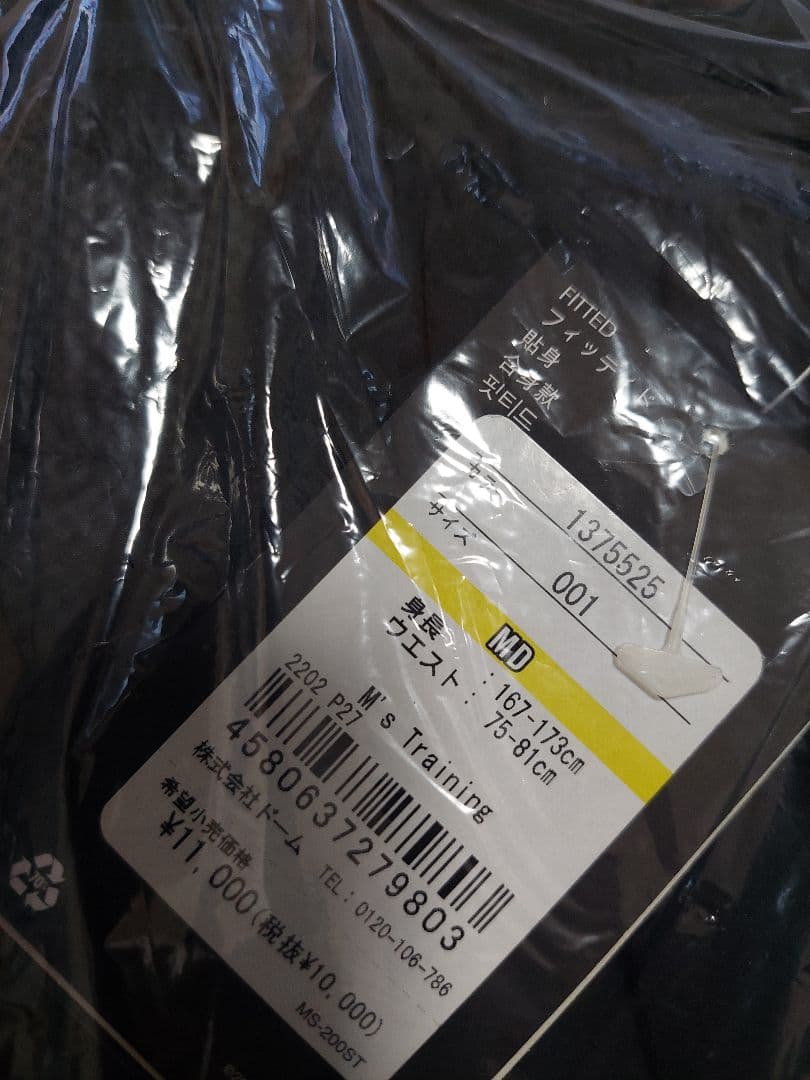 FITTED
フィッテッド
貼身
合身款
핏티드
1375525
001
サイズ
MD
身長 : 167-173cm
ウエスト : 75-81cm
M's Training
2202 P27
4580637279803
株式会社ドーム TEL: 0120-106-786
希望小売価格
¥11,000(税抜¥10,000)
MS-200ST